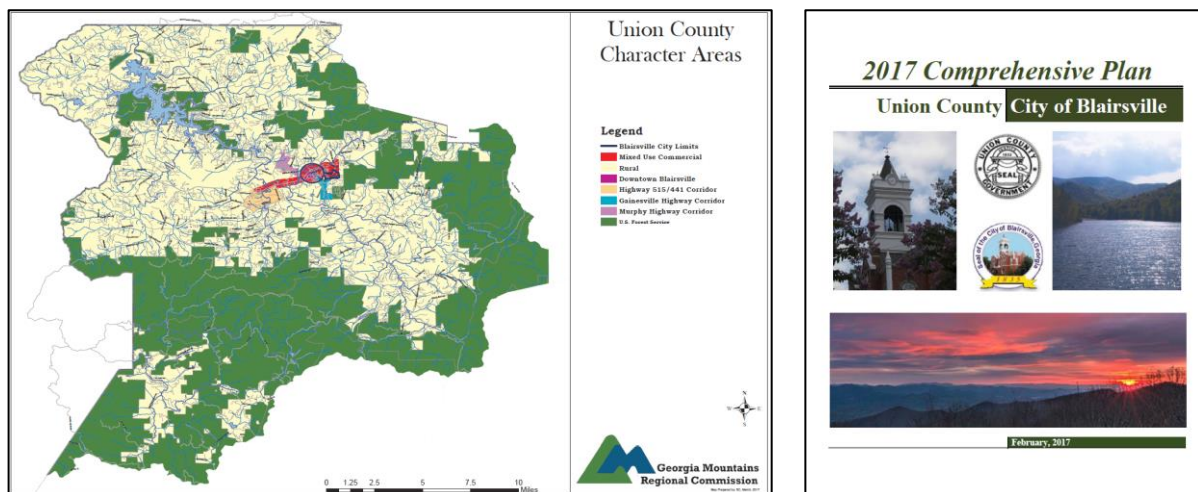 Union County
Character Areas
Legend
Blairsville City Limits
Mixed Use Commercial
Rural
Downtown Blairsville
Highway 515/441 Corridor
Gainesville Highway Corridor
Murphy Highway Corridor
U.S. Forest Service
N
W E
S
Georgia Mountains
Regional Commission
0 1.25 2.5 5 7.5 10
Miles
2017 Comprehensive Plan
Union County City of Blairsville
UNION COUNTY
SEAL
GOVERNMENT
Seal of the City of Blairsville, Georgia
1835
February, 2017